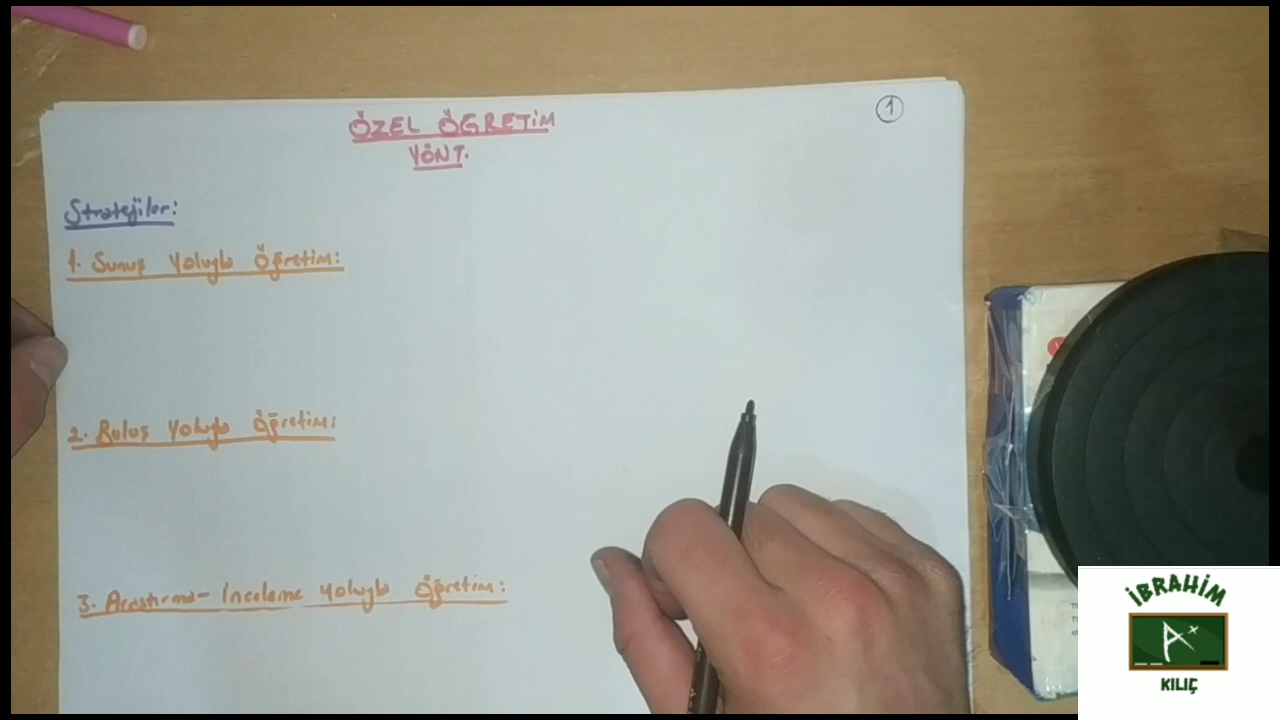 ÖZEL ÖĞRETİM
YÖNT.
1
Stratejiler:
1. Sunuş Yoluyla Öğretim:
2. Buluş Yoluyla Öğretim:
3. Araştırma-İnceleme Yoluyla Öğretim:
İBRAHİM
A+
KILIÇ